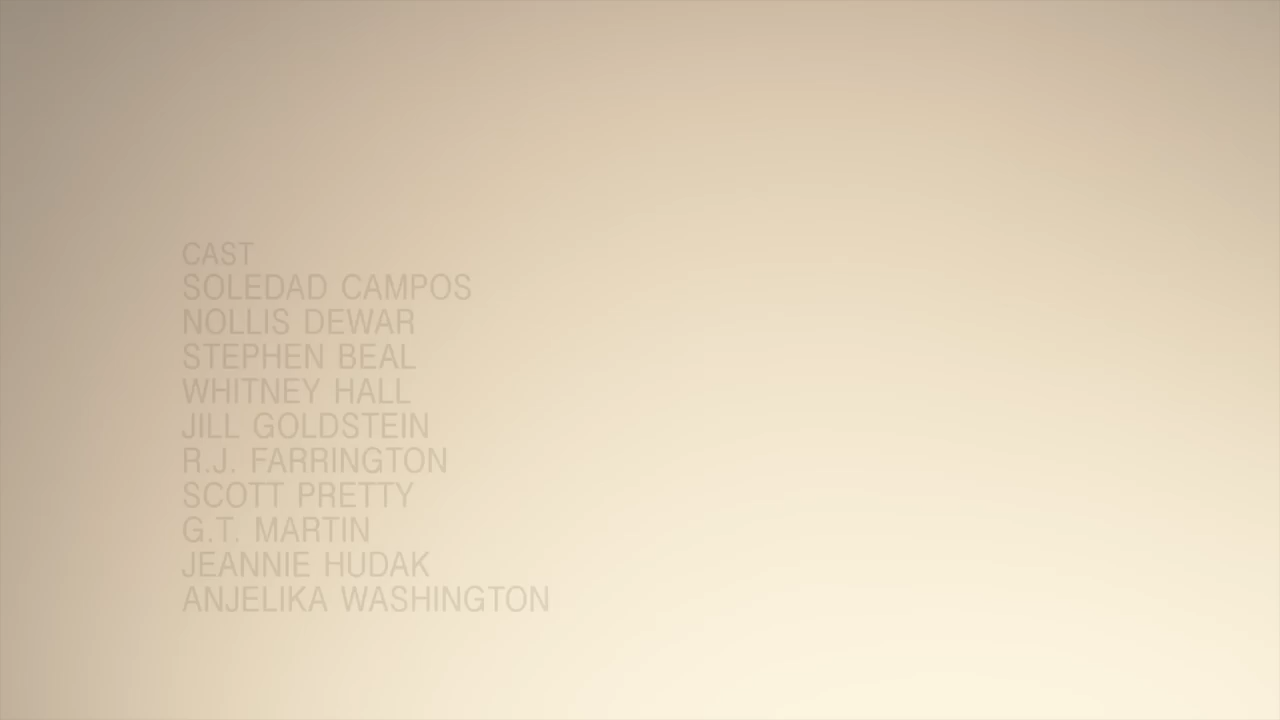 CAST
SOLEDAD CAMPOS
NOLLIS DEWAR
STEPHEN BEAL
WHITNEY HALL
JILL GOLDSTEIN
R.J. FARRINGTON
SCOTT PRETTY
G.T. MARTIN
JEANNIE HUDAK
ANJELIKA WASHINGTON